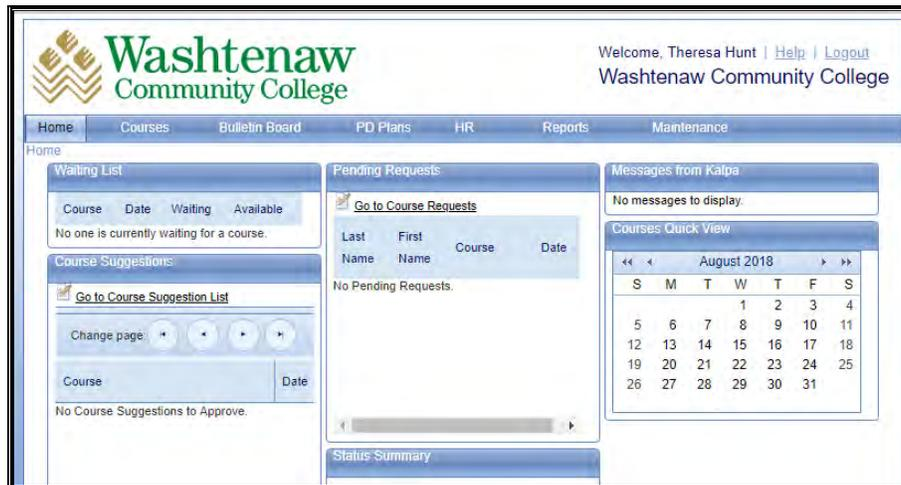 Washtenaw
Community College
Welcome, Theresa Hunt | Help | Logout
Washtenaw Community College
Home Courses Bulletin Board PD Plans HR Reports Maintenance
Home
Waiting List
Course Date Waiting Available
No one is currently waiting for a course.
Course Suggestions
Go to Course Suggestion List
Change page:
Course Date
No Course Suggestions to Approve.
Pending Requests
Go to Course Requests
Last Name First Name Course Date
No Pending Requests.
Status Summary
Messages from Kalpa
No messages to display.
Courses Quick View
August 2018
S M T W T F S
1 2 3 4
5 6 7 8 9 10 11
12 13 14 15 16 17 18
19 20 21 22 23 24 25
26 27 28 29 30 31